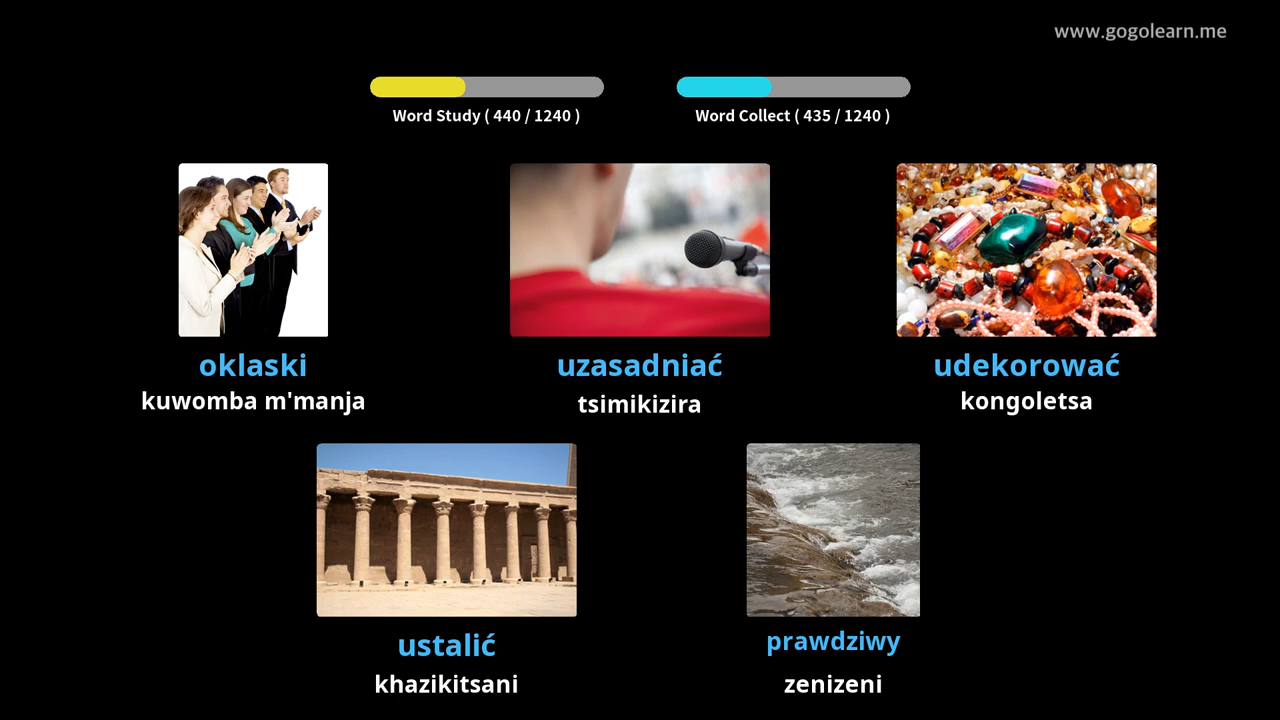 www.gogolearn.me
Word Study ( 440 / 1240 )
Word Collect ( 435 / 1240 )
oklaski
kuwomba m'manja
uzasadniać
tsimikizira
udekorować
kongoletsa
ustalić
khazikitsani
prawdziwy
zenizeni